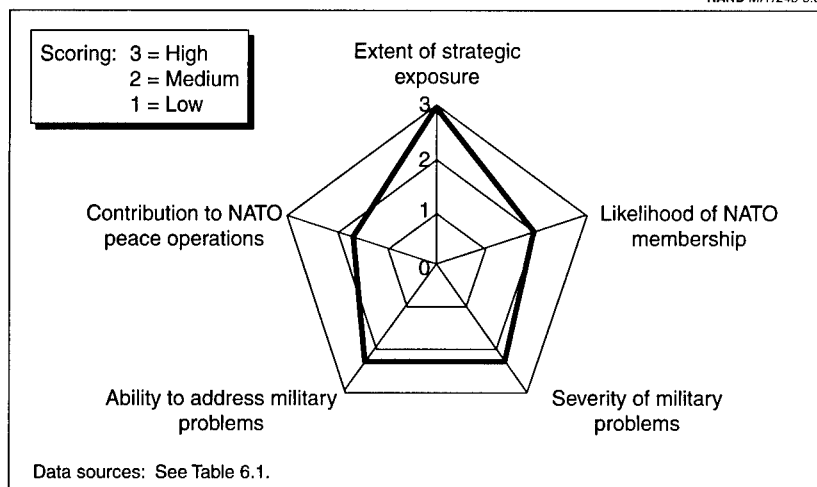 Scoring: 3 = High
2 = Medium
1 = Low
Extent of strategic
exposure
3
2
1
0
Contribution to NATO
peace operations
Likelihood of NATO
membership
Ability to address military
problems
Severity of military
problems
Data sources: See Table 6.1.